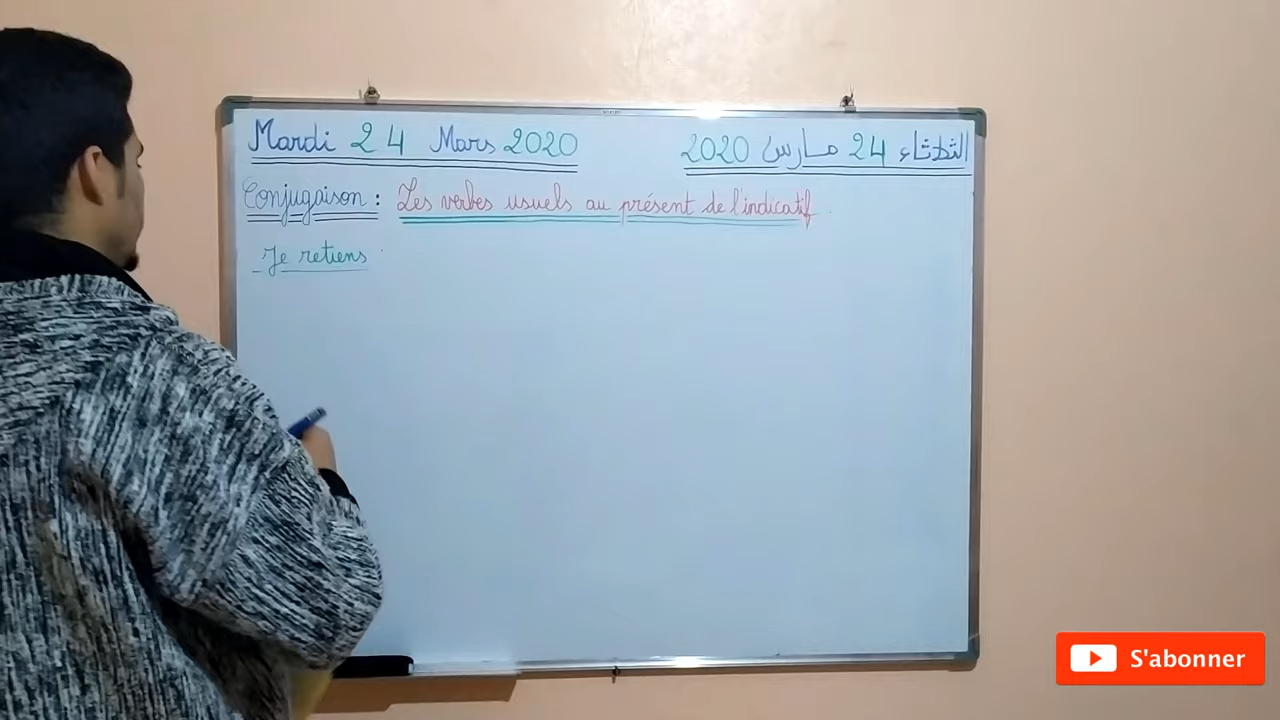 Mardi 24 Mars 2020
الثلاثاء 24 مارس 2020
Conjugaison : Les verbes usuels au présent de l'indicatif.
- Je retiens
S'abonner